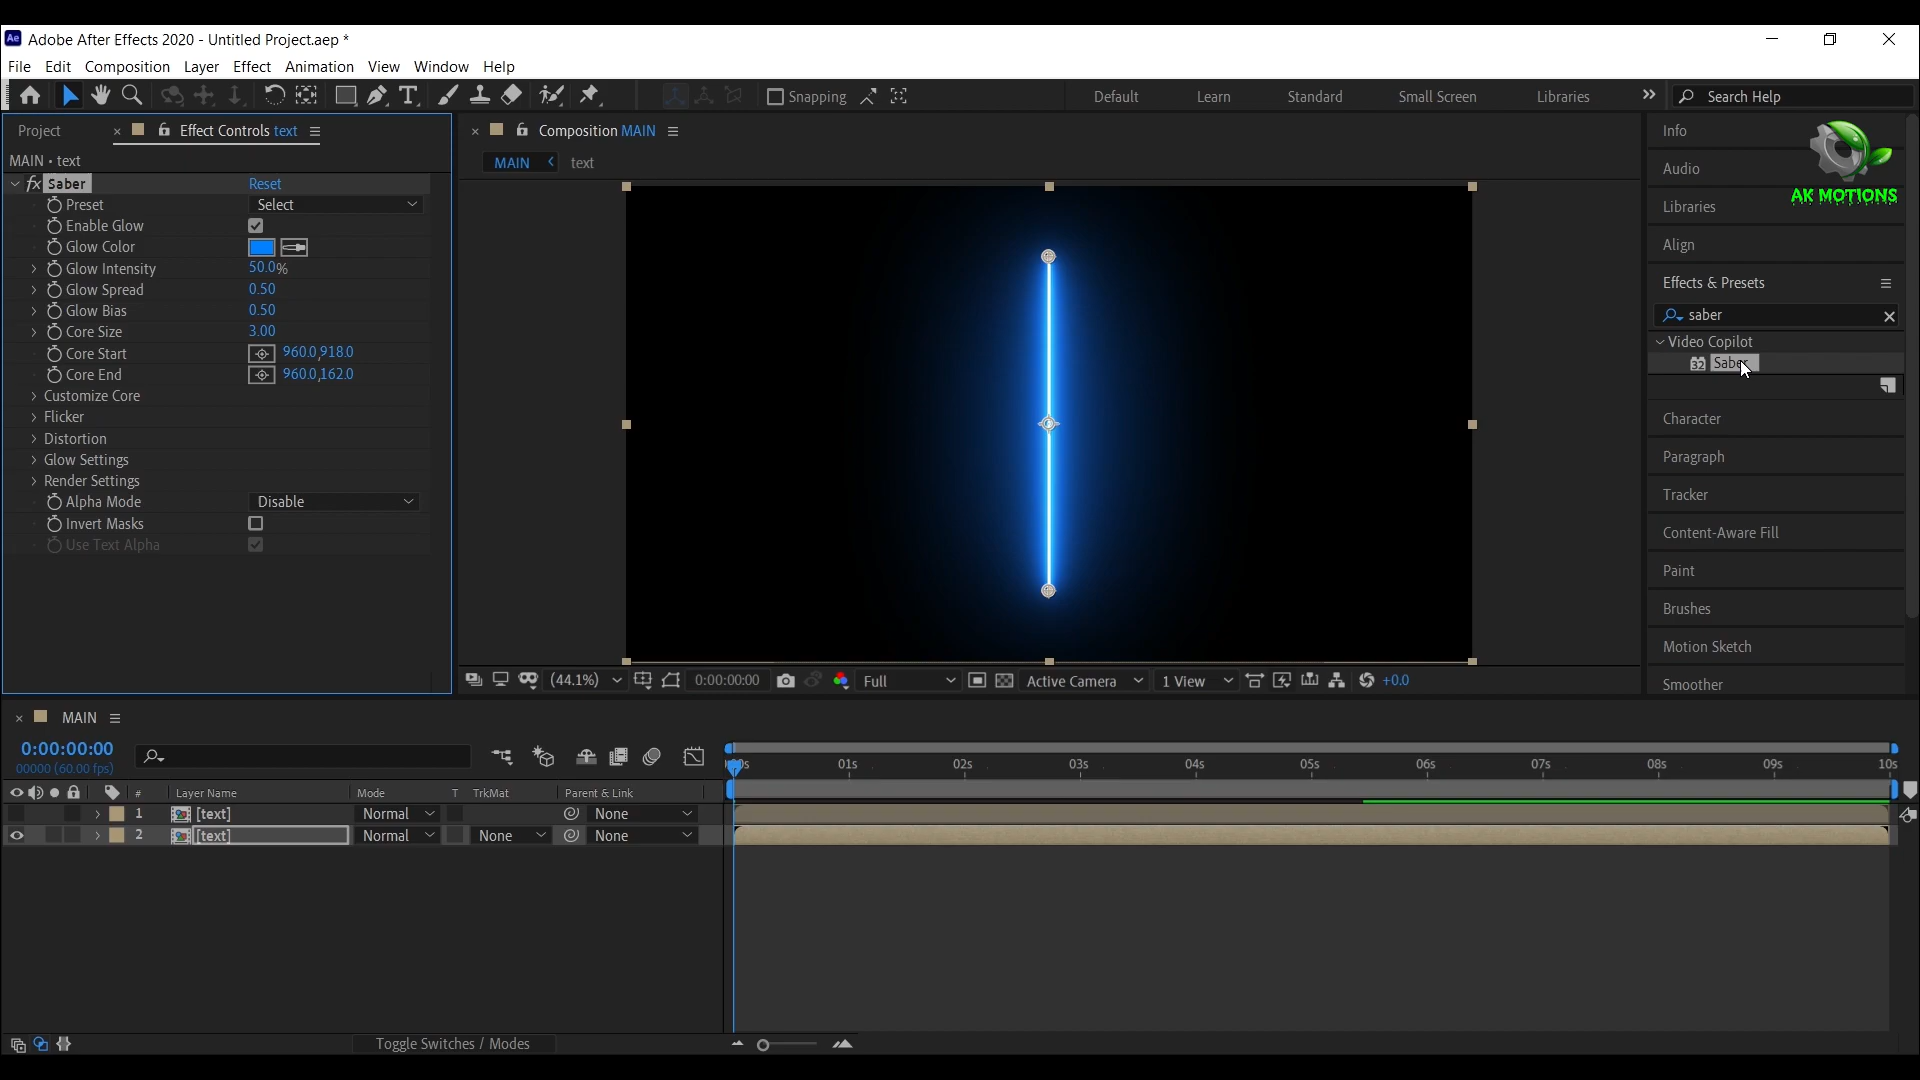 Adobe After Effects 2020 - Untitled Project.aep *
File Edit Composition Layer Effect Animation View Window Help
Snapping Default Learn Standard Small Screen Libraries Search Help
Project Effect Controls text
MAIN • text
fx Saber Reset
Preset Select
Enable Glow
Glow Color
Glow Intensity 50.0%
Glow Spread 0.50
Glow Bias 0.50
Core Size 3.00
Core Start 960.0,918.0
Core End 960.0,162.0
Customize Core
Flicker
Distortion
Glow Settings
Render Settings
Alpha Mode Disable
Invert Masks
Use Text Alpha
Composition MAIN
MAIN text
(44.1%) 0:00:00:00 Full Active Camera 1 View +0.0
Info
Audio
AK MOTIONS
Libraries
Align
Effects & Presets
saber
Video Copilot
32 Saber
Character
Paragraph
Tracker
Content-Aware Fill
Paint
Brushes
Motion Sketch
Smoother
MAIN
0:00:00:00
00000 (60.00 fps)
01s 02s 03s 04s 05s 06s 07s 08s 09s 10s
# Layer Name Mode T TrkMat Parent & Link
1 [text] Normal None
2 [text] Normal None None
Toggle Switches / Modes